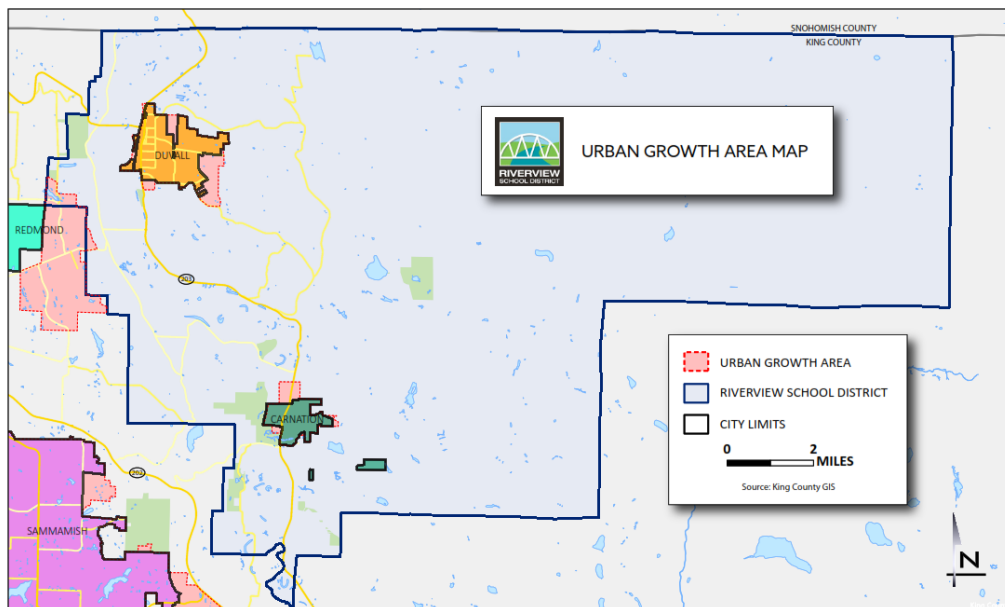 SNOHOMISH COUNTY
KING COUNTY
RIVERVIEW
SCHOOL DISTRICT
URBAN GROWTH AREA MAP
DUVALL
REDMOND
203
CARNATION
202
SAMMAMISH
URBAN GROWTH AREA
RIVERVIEW SCHOOL DISTRICT
CITY LIMITS
0 2
MILES
Source: King County GIS
N